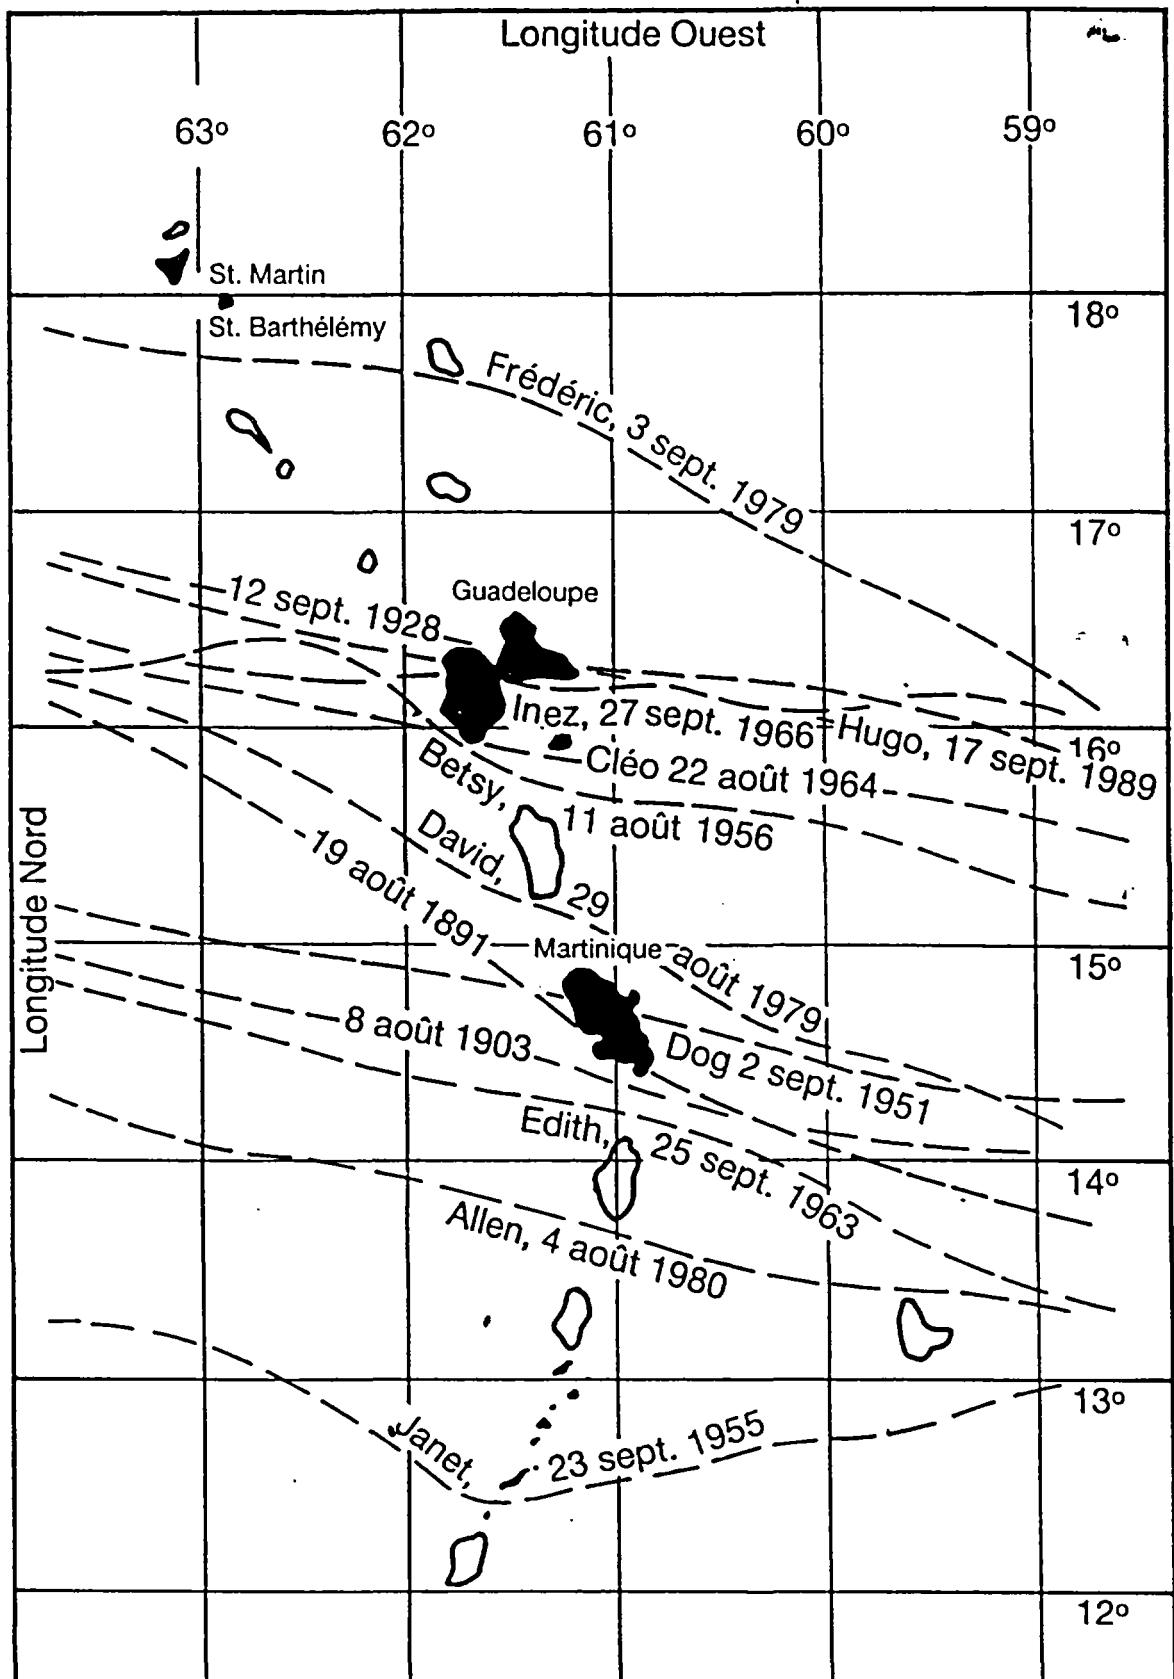 Longitude Ouest
63° 62° 61° 60° 59°
St. Martin
18°
St. Barthélémy
Frédéric, 3 sept. 1979
17°
Guadeloupe
12 sept. 1928
Inez, 27 sept. 1966
Hugo, 17 sept. 1989
16°
Cléo 22 août 1964
Betsy, 11 août 1956
David, 29 août 1979
19 août 1891
Longitude Nord
Martinique
15°
8 août 1903
Dog 2 sept. 1951
Edith, 25 sept. 1963
14°
Allen, 4 août 1980
13°
Janet, 23 sept. 1955
12°